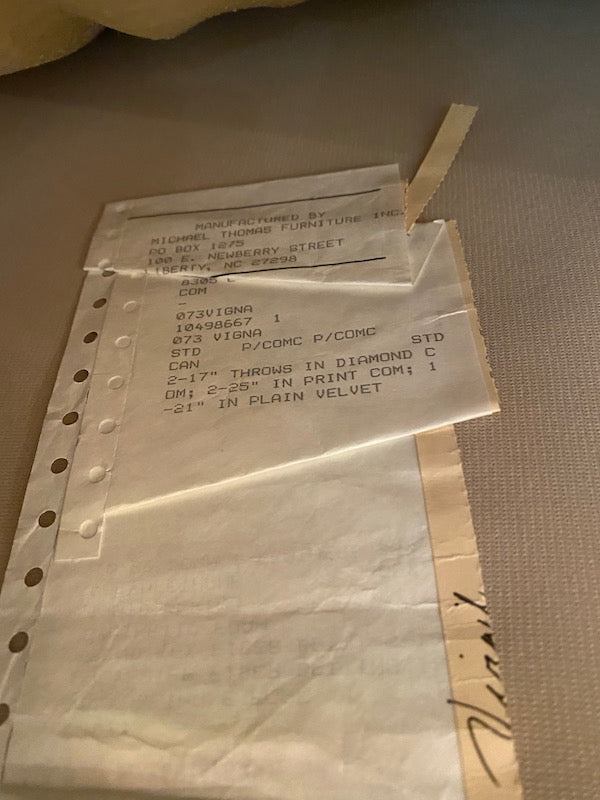 MANUFACTURED BY
MICHAEL THOMAS FURNITURE INC.
PO BOX 1275
100 E. NEWBERRY STREET
LIBERTY, NC 27298
8305
COM
-
073VIGNA
10498667 1
073 VIGNA
STD P/COMC P/COMC STD
CAN
2-17" THROWS IN DIAMOND C
OM; 2-25" IN PRINT COM; 1
-21" IN PLAIN VELVET